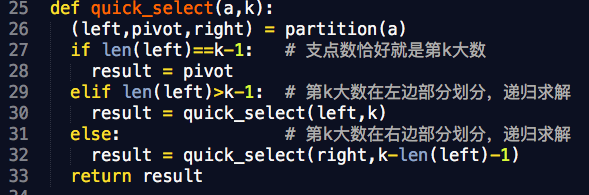 25 def quick_select(a,k):
26   (left,pivot,right) = partition(a)
27   if len(left)==k-1:   # 支点数恰好就是第k大数
28     result = pivot
29   elif len(left)>k-1:  # 第k大数在左边部分划分，递归求解
30     result = quick_select(left,k)
31   else:                # 第k大数在右边部分划分，递归求解
32     result = quick_select(right,k-len(left)-1)
33   return result